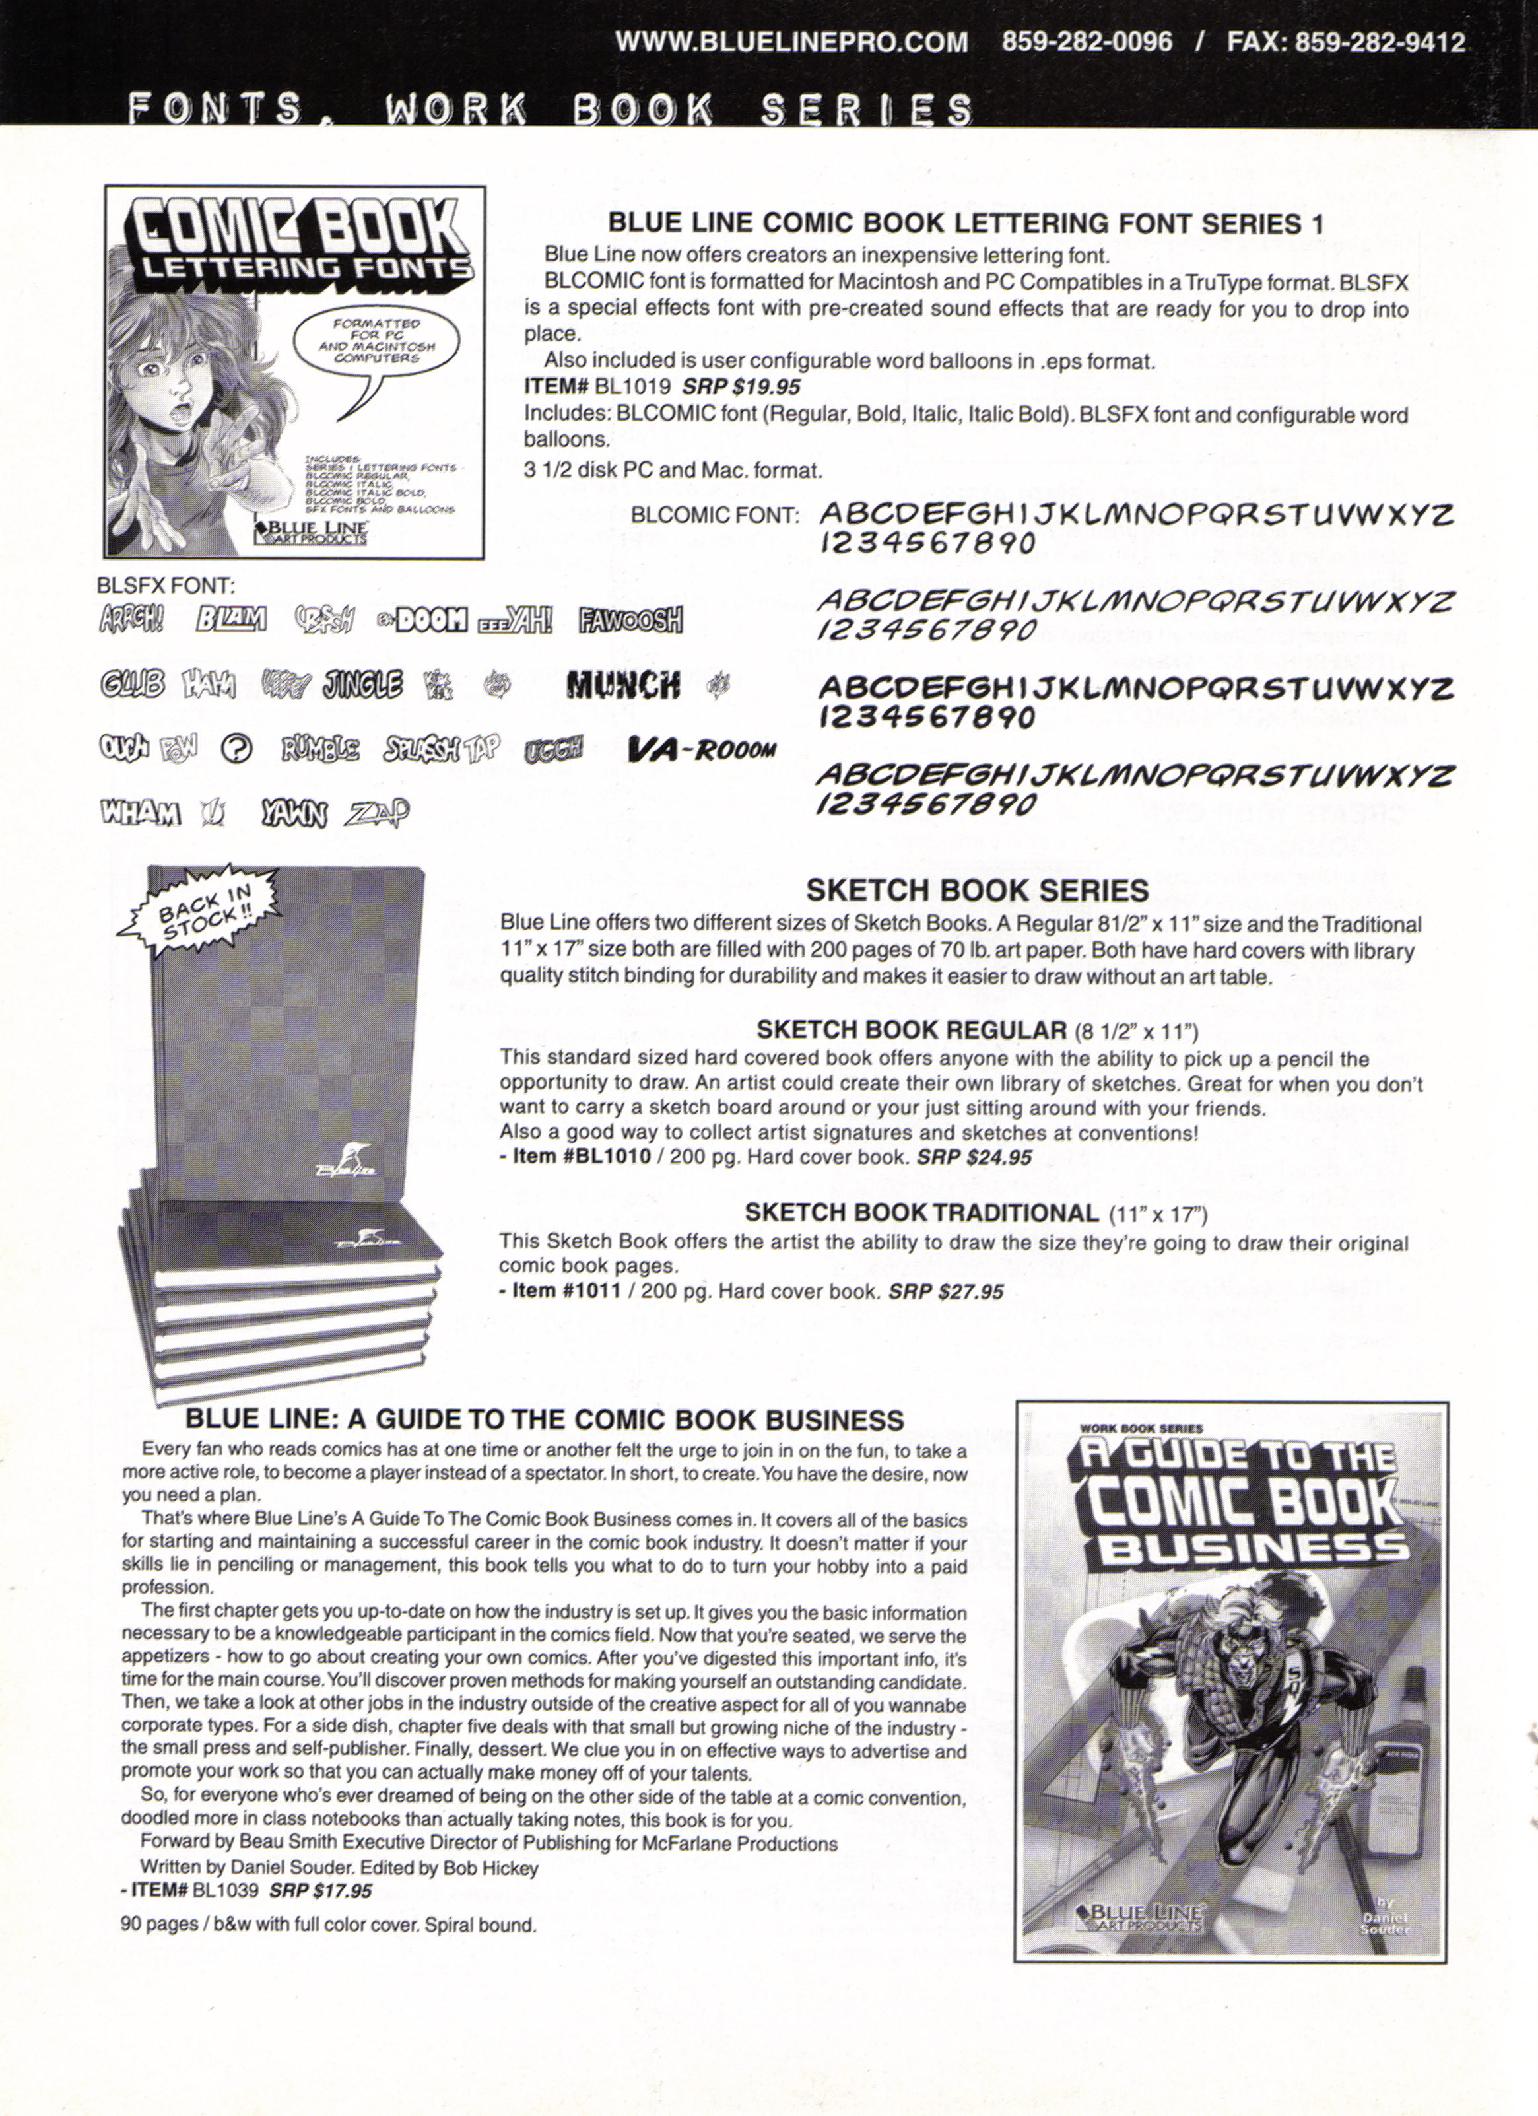 WWW.BLUELINEPRO.COM 859-282-0096 / FAX: 859-282-9412
FONTS, WORK BOOK SERIES
COMIC BOOK
LETTERING FONTS
FORMATTED
FOR PC
AND MACINTOSH
COMPUTERS
INCLUDES
SERIES 1 LETTERING FONTS -
BLCOMIC REGULAR,
BLCOMIC ITALIC,
BLCOMIC ITALIC BOLD,
BLCOMIC BOLD,
SFX FONTS AND BALLOONS
BLUE LINE
ART PRODUCTS
BLUE LINE COMIC BOOK LETTERING FONT SERIES 1
Blue Line now offers creators an inexpensive lettering font.
BLCOMIC font is formatted for Macintosh and PC Compatibles in a TruType format. BLSFX
is a special effects font with pre-created sound effects that are ready for you to drop into
place.
Also included is user configurable word balloons in .eps format.
ITEM# BL1019 SRP $19.95
Includes: BLCOMIC font (Regular, Bold, Italic, Italic Bold). BLSFX font and configurable word
balloons.
3 1/2 disk PC and Mac. format.
BLCOMIC FONT: ABCDEFGHIJKLMNOPQRSTUVWXYZ
1234567890
ABCDEFGHIJKLMNOPQRSTUVWXYZ
1234567890
ABCDEFGHIJKLMNOPQRSTUVWXYZ
1234567890
ABCDEFGHIJKLMNOPQRSTUVWXYZ
1234567890
BLSFX FONT:
ARRGH! BLAM DOOM EEEYAH! FAWOOSH
GLUB HAHA JINGLE MUNCH
OUCH POW ? RUMBLE SPLASSH TAP UGGH VA-ROOOM
WHAM YAWN ZAP
BACK IN
STOCK!!
Blue Line
Blue Line
SKETCH BOOK SERIES
Blue Line offers two different sizes of Sketch Books. A Regular 81/2" x 11" size and the Traditional
11" x 17" size both are filled with 200 pages of 70 lb. art paper. Both have hard covers with library
quality stitch binding for durability and makes it easier to draw without an art table.
SKETCH BOOK REGULAR (8 1/2" x 11")
This standard sized hard covered book offers anyone with the ability to pick up a pencil the
opportunity to draw. An artist could create their own library of sketches. Great for when you don't
want to carry a sketch board around or your just sitting around with your friends.
Also a good way to collect artist signatures and sketches at conventions!
- Item #BL1010 / 200 pg. Hard cover book. SRP $24.95
SKETCH BOOK TRADITIONAL (11" x 17")
This Sketch Book offers the artist the ability to draw the size they're going to draw their original
comic book pages.
- Item #1011 / 200 pg. Hard cover book. SRP $27.95
BLUE LINE: A GUIDE TO THE COMIC BOOK BUSINESS
Every fan who reads comics has at one time or another felt the urge to join in on the fun, to take a
more active role, to become a player instead of a spectator. In short, to create. You have the desire, now
you need a plan.
That's where Blue Line's A Guide To The Comic Book Business comes in. It covers all of the basics
for starting and maintaining a successful career in the comic book industry. It doesn't matter if your
skills lie in penciling or management, this book tells you what to do to turn your hobby into a paid
profession.
The first chapter gets you up-to-date on how the industry is set up. It gives you the basic information
necessary to be a knowledgeable participant in the comics field. Now that you're seated, we serve the
appetizers - how to go about creating your own comics. After you've digested this important info, it's
time for the main course. You'll discover proven methods for making yourself an outstanding candidate.
Then, we take a look at other jobs in the industry outside of the creative aspect for all of you wannabe
corporate types. For a side dish, chapter five deals with that small but growing niche of the industry -
the small press and self-publisher. Finally, dessert. We clue you in on effective ways to advertise and
promote your work so that you can actually make money off of your talents.
So, for everyone who's ever dreamed of being on the other side of the table at a comic convention,
doodled more in class notebooks than actually taking notes, this book is for you.
Forward by Beau Smith Executive Director of Publishing for McFarlane Productions
Written by Daniel Souder. Edited by Bob Hickey
- ITEM# BL1039 SRP $17.95
90 pages / b&w with full color cover. Spiral bound.
WORK BOOK SERIES
A GUIDE TO THE
COMIC BOOK
BUSINESS
BLUE LINE
ART PRODUCTS
by
Daniel
Souder